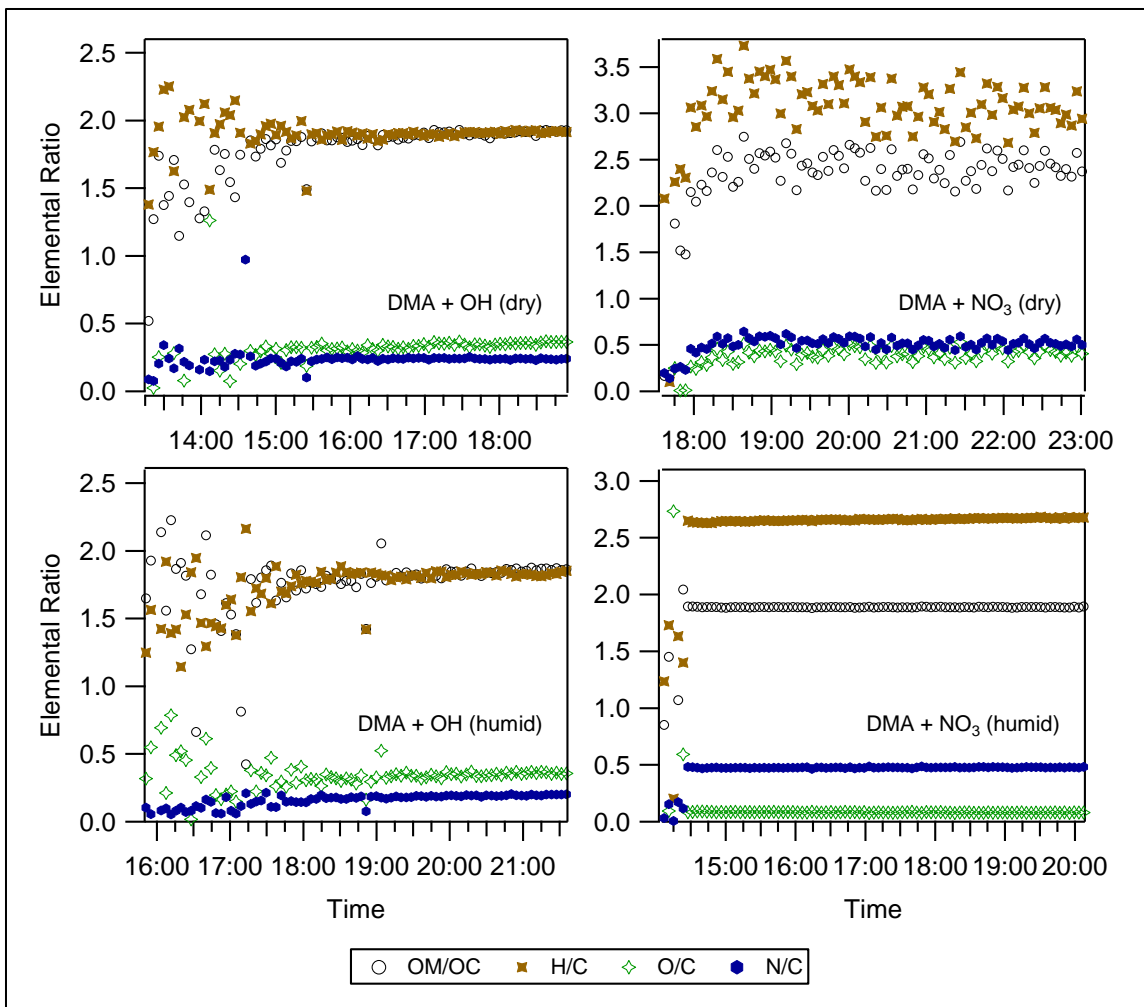 2.5
2.0
1.5
1.0
0.5
0.0
Elemental Ratio
DMA + OH (dry)
14:00 15:00 16:00 17:00 18:00
3.5
3.0
2.5
2.0
1.5
1.0
0.5
0.0
DMA + NO3 (dry)
18:00 19:00 20:00 21:00 22:00 23:00
2.5
2.0
1.5
1.0
0.5
0.0
Elemental Ratio
DMA + OH (humid)
16:00 17:00 18:00 19:00 20:00 21:00
Time
3.0
2.5
2.0
1.5
1.0
0.5
0.0
DMA + NO3 (humid)
15:00 16:00 17:00 18:00 19:00 20:00
Time
OM/OC H/C O/C N/C